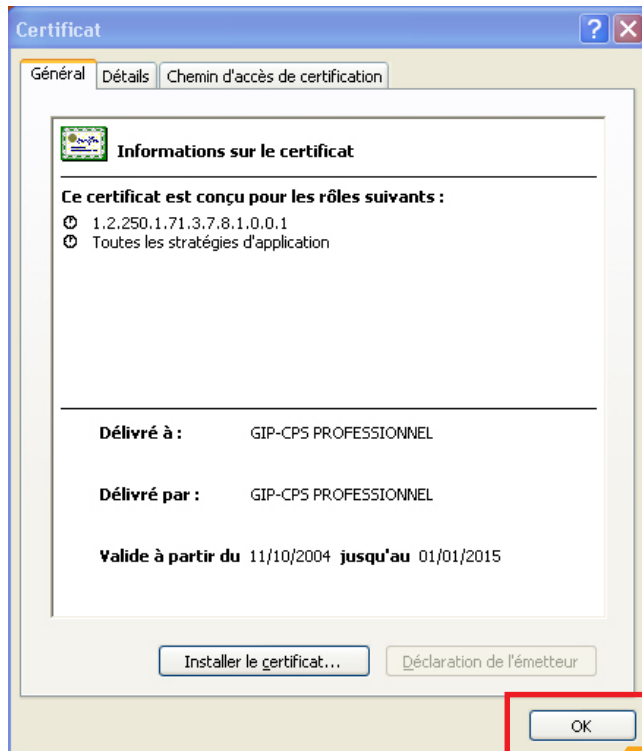 Certificat
Général Détails Chemin d'accès de certification
Informations sur le certificat
Ce certificat est conçu pour les rôles suivants :
1.2.250.1.71.3.7.8.1.0.0.1
Toutes les stratégies d'application
Délivré à : GIP-CPS PROFESSIONNEL
Délivré par : GIP-CPS PROFESSIONNEL
Valide à partir du 11/10/2004 jusqu'au 01/01/2015
Installer le certificat... Déclaration de l'émetteur
OK